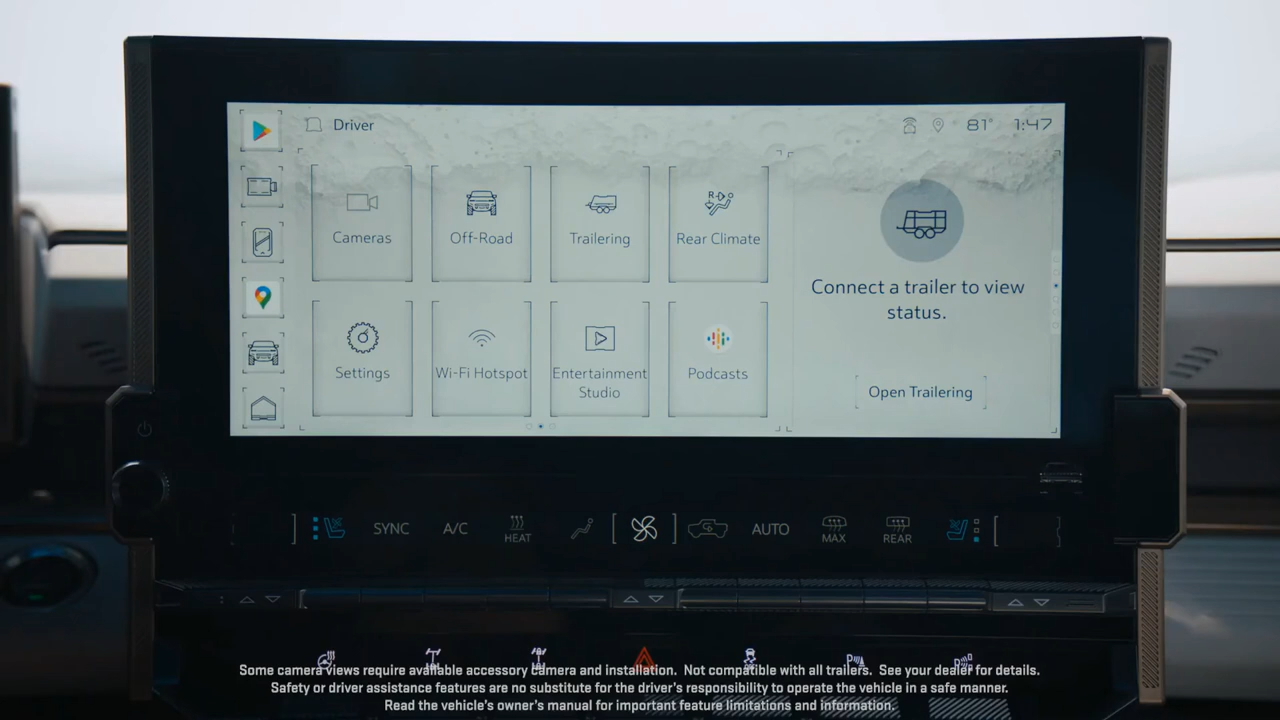 Driver
81° 1:47
Cameras
Off-Road
Trailering
Rear Climate
Settings
Wi-Fi Hotspot
Entertainment
Studio
Podcasts
Connect a trailer to view
status.
Open Trailering
SYNC
A/C
HEAT
AUTO
MAX
REAR
Some camera views require available accessory camera and installation. Not compatible with all trailers. See your dealer for details.
Safety or driver assistance features are no substitute for the driver's responsibility to operate the vehicle in a safe manner.
Read the vehicle's owner's manual for important feature limitations and information.